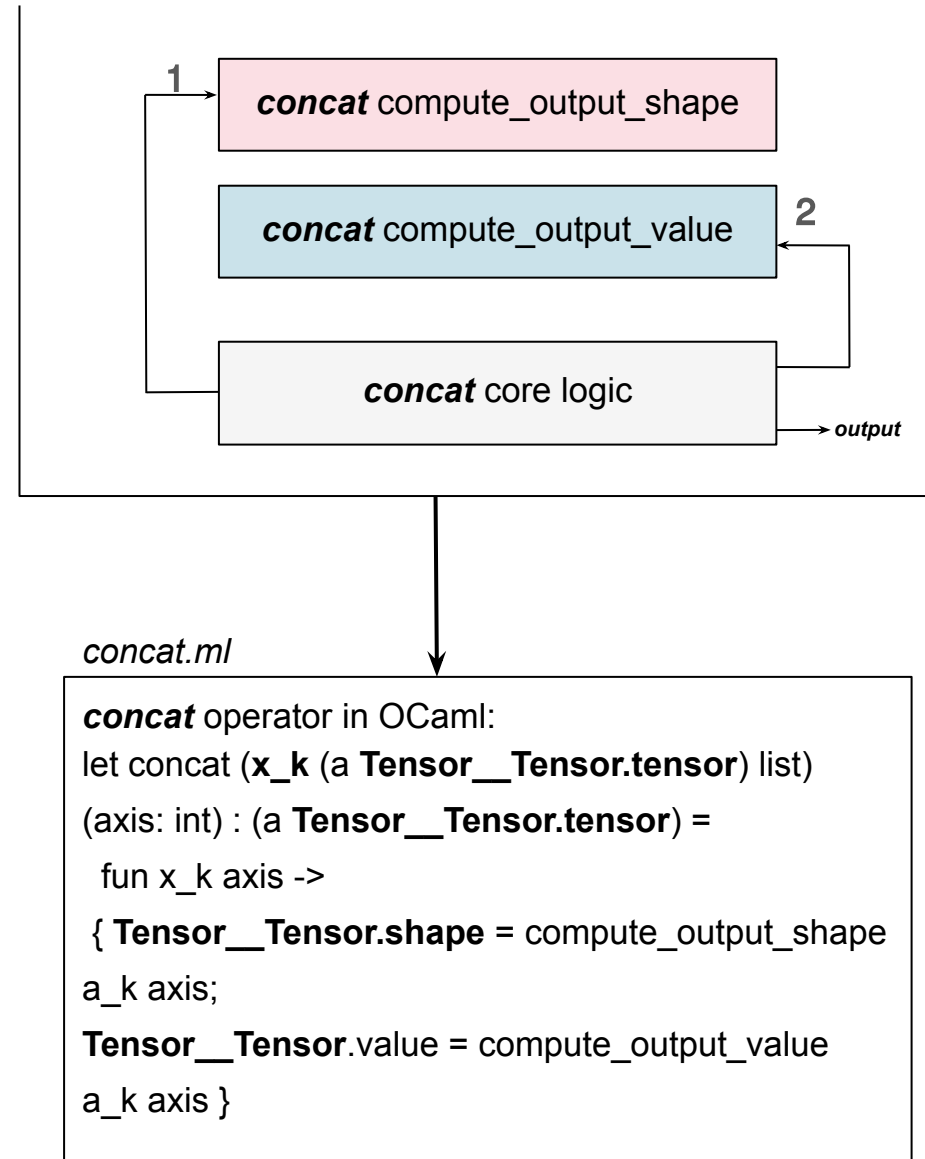 1
concat compute_output_shape
2
concat compute_output_value
concat core logic
output
concat.ml
concat operator in OCaml:
let concat (x_k (a Tensor__Tensor.tensor) list)
(axis: int) : (a Tensor__Tensor.tensor) =
fun x_k axis ->
{ Tensor__Tensor.shape = compute_output_shape
a_k axis;
Tensor__Tensor.value = compute_output_value
a_k axis }